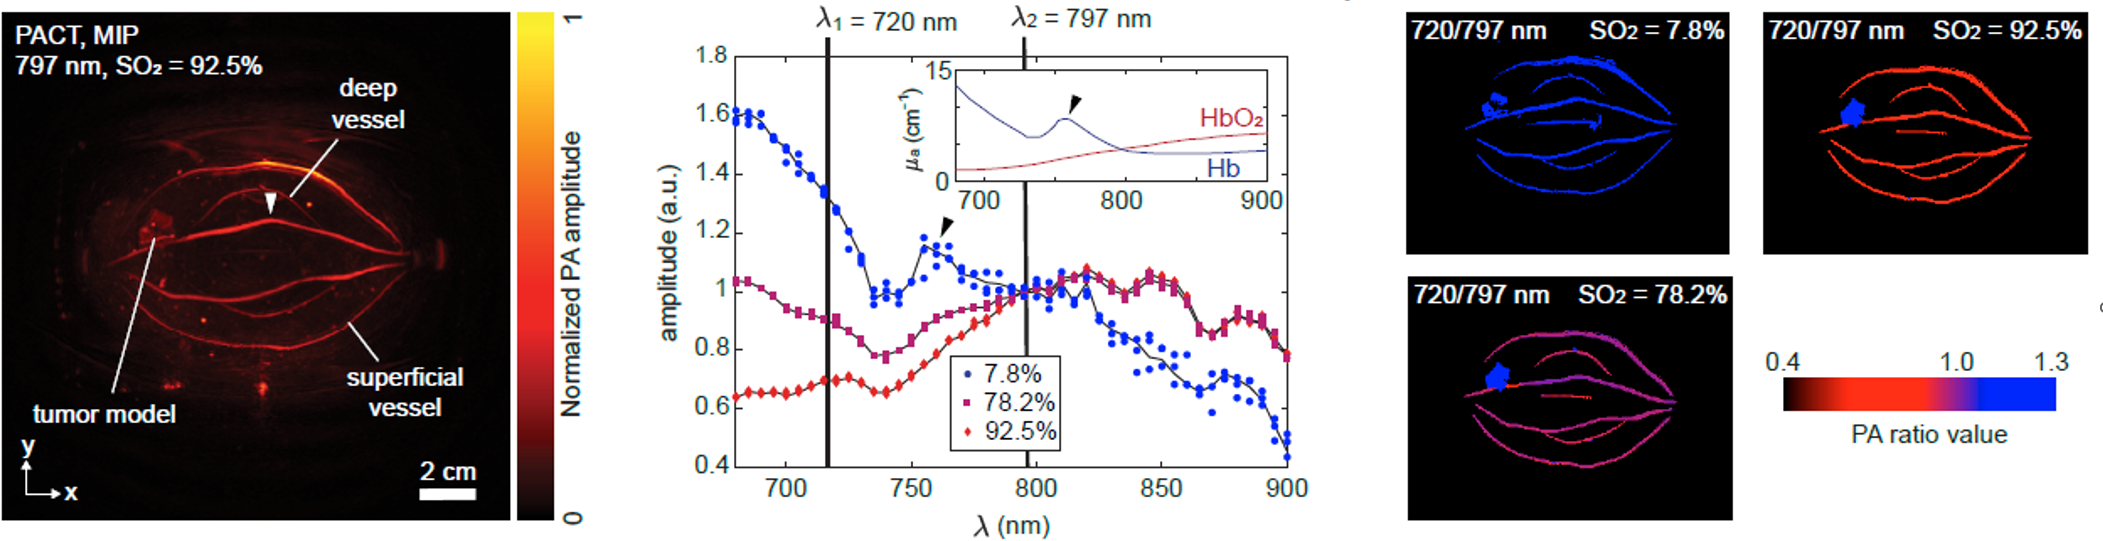 PACT, MIP
797 nm, SO₂ = 92.5%
deep
vessel
tumor model
superficial
vessel
y
x
2 cm
1
Normalized PA amplitude
0
λ₁ = 720 nm
λ₂ = 797 nm
1.8
1.6
1.4
1.2
1
0.8
0.6
0.4
amplitude (a.u.)
700 750 800 850 900
λ (nm)
15
0
μₐ (cm⁻¹)
HbO₂
Hb
700 800 900
7.8%
78.2%
92.5%
720/797 nm SO₂ = 7.8%
720/797 nm SO₂ = 92.5%
720/797 nm SO₂ = 78.2%
0.4 1.0 1.3
PA ratio value